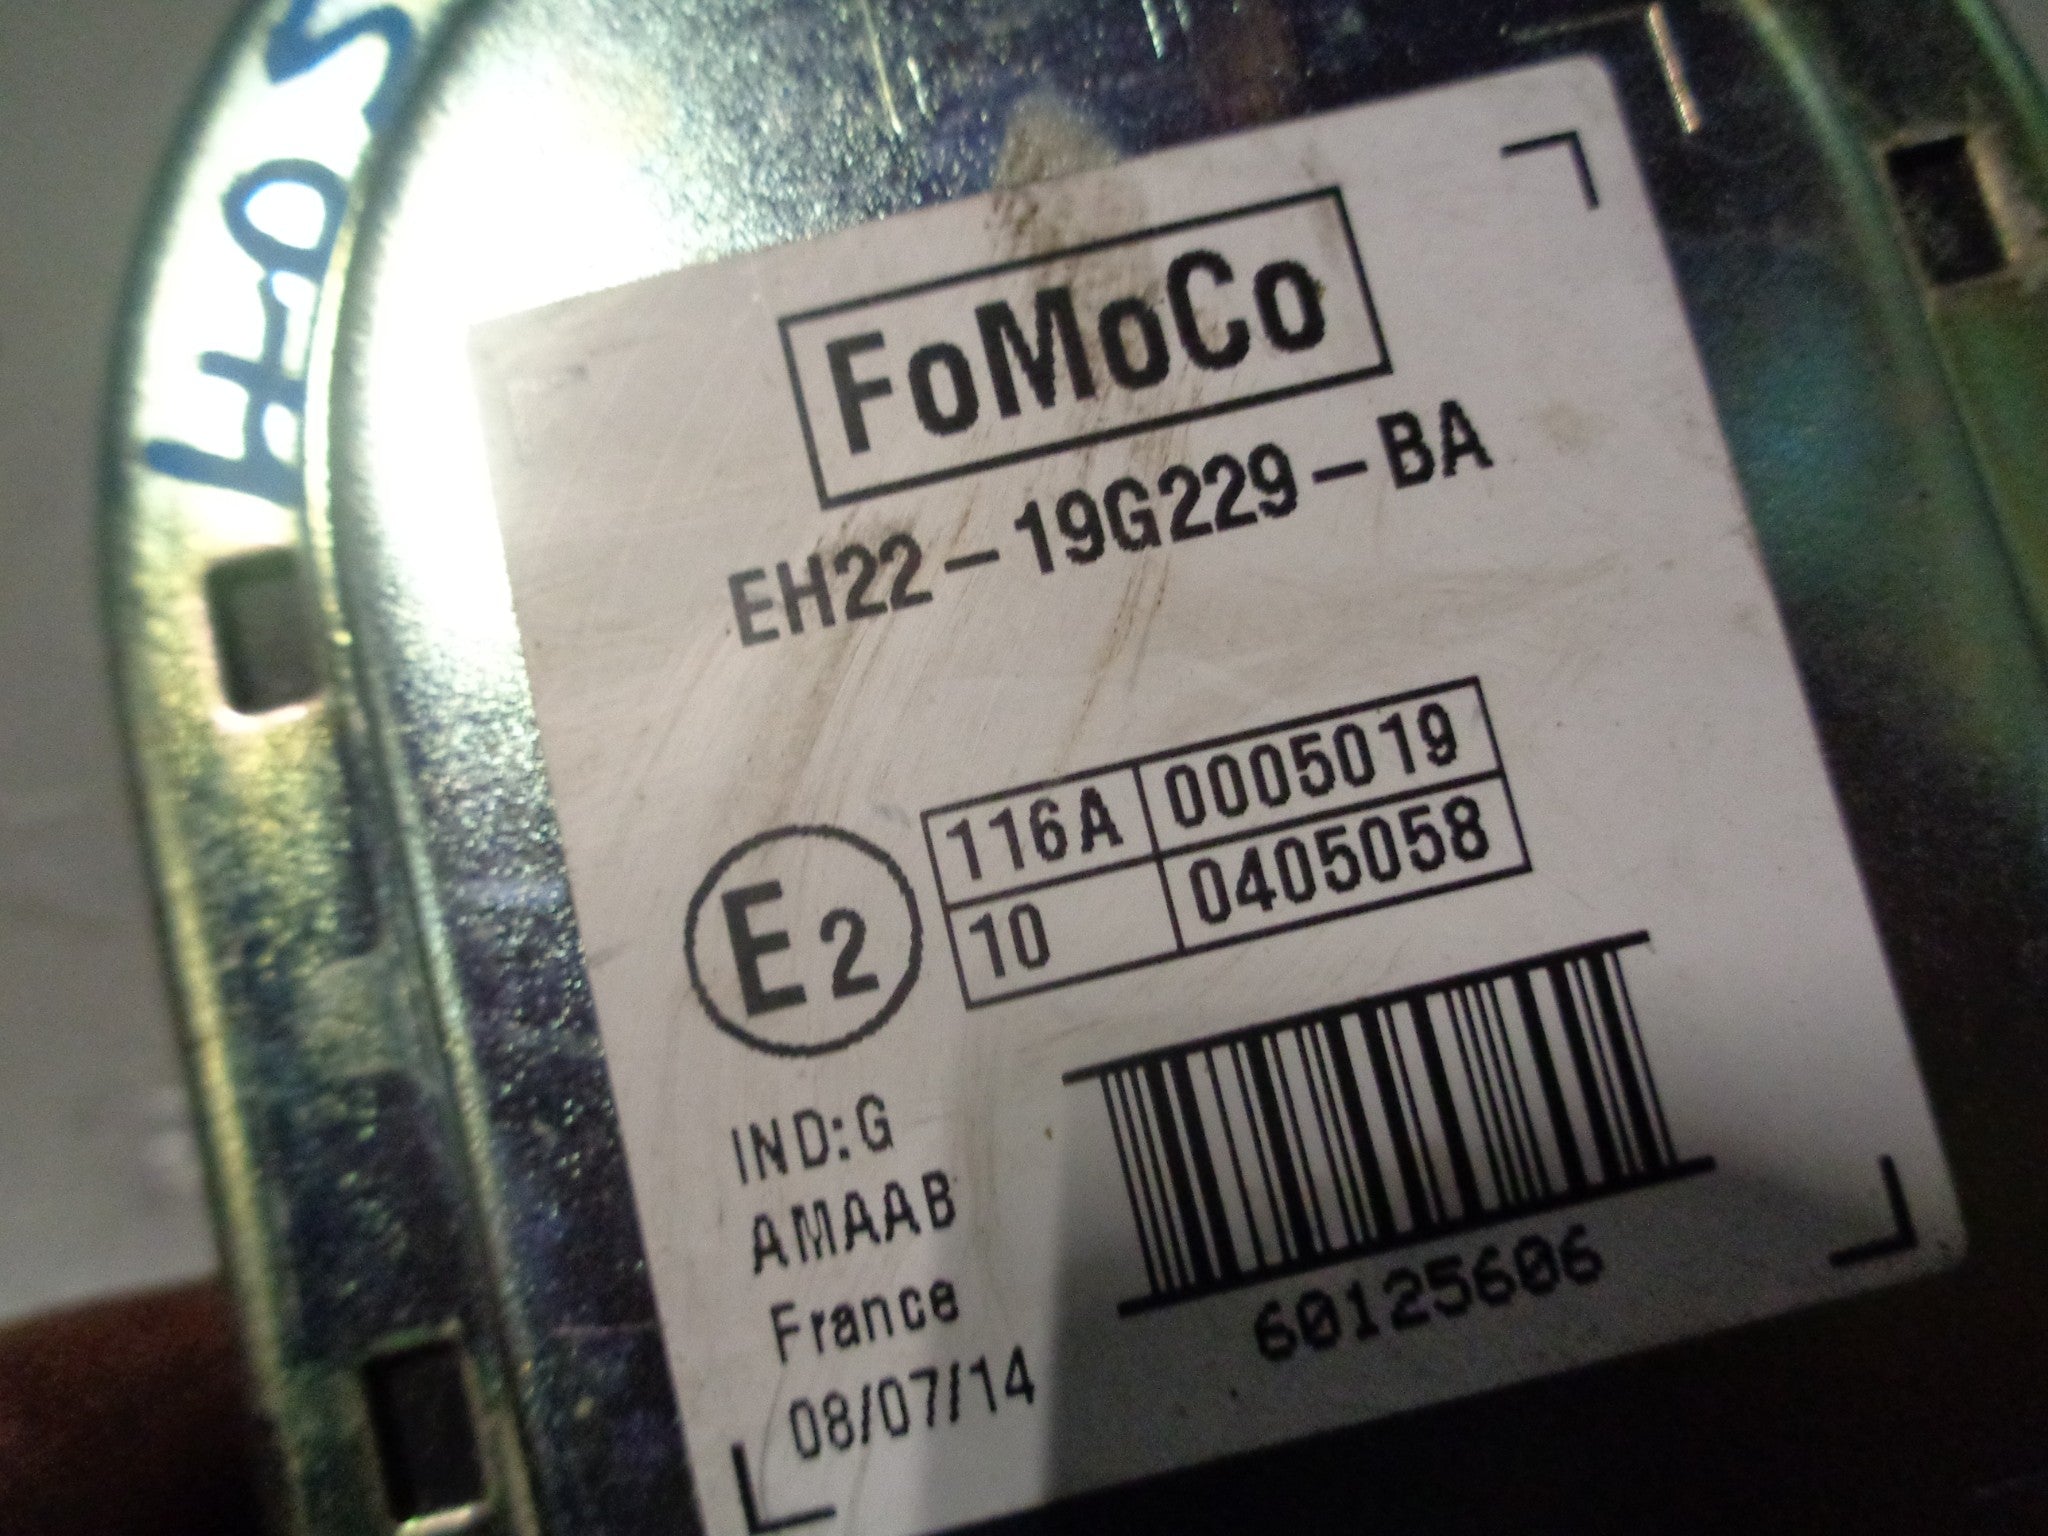 FoMoCo
EH22-19G229-BA
116A 0005019
10 0405058
E2
IND:G
AMAAB
France
08/07/14
60125606